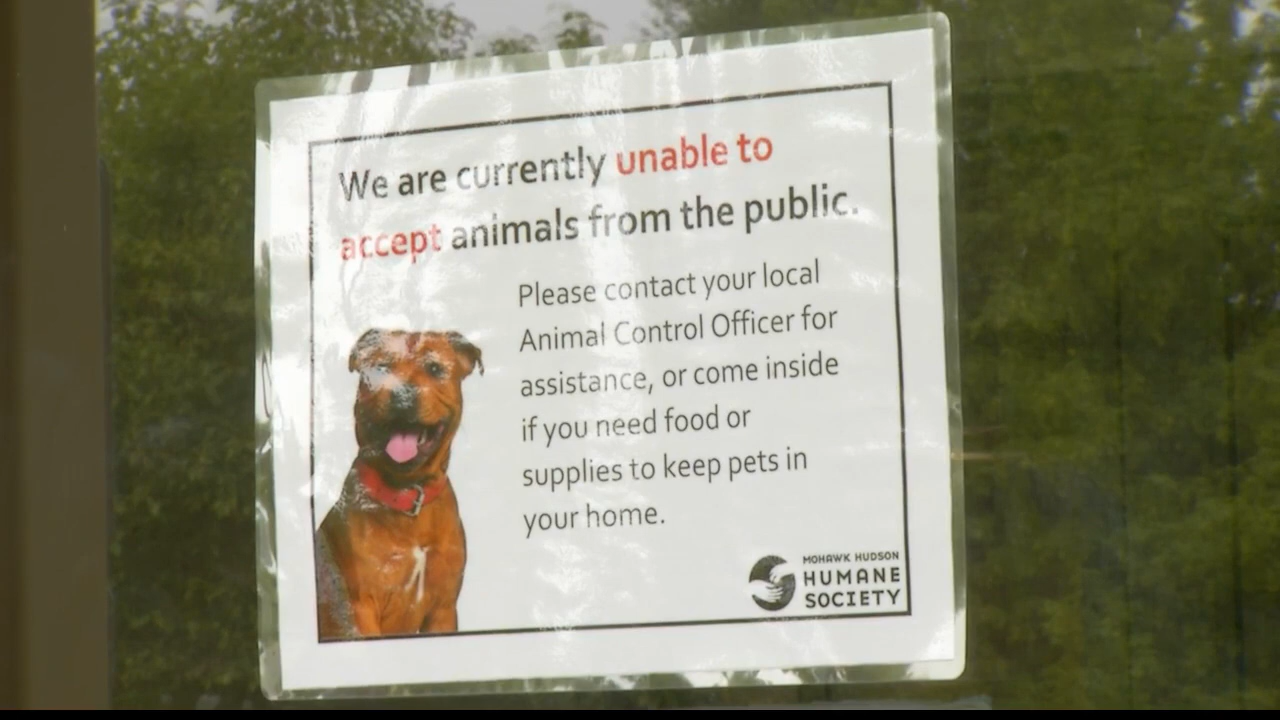 We are currently unable to
accept animals from the public.
Please contact your local
Animal Control Officer for
assistance, or come inside
if you need food or
supplies to keep pets in
your home.
MOHAWK HUDSON
HUMANE
SOCIETY